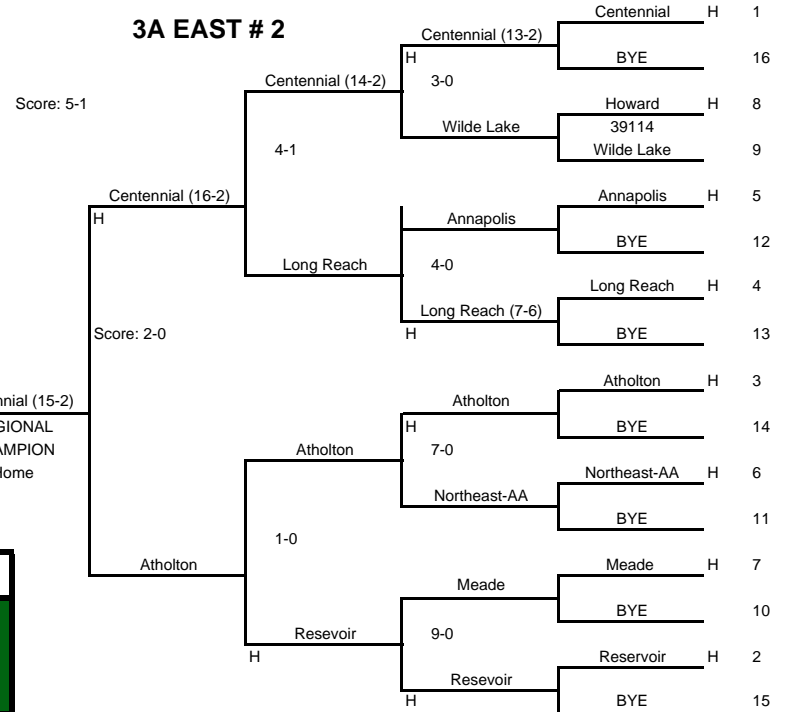 3A EAST # 2
Centennial H 1
Centennial (13-2)
H
BYE 16
Centennial (14-2)
3-0
Score: 5-1
Howard H 8
Wilde Lake
39114
4-1
Wilde Lake 9
Centennial (16-2)
H
Annapolis H 5
Annapolis
BYE 12
Long Reach
4-0
Long Reach H 4
Long Reach (7-6)
H
Score: 2-0
BYE 13
Atholton H 3
nnial (15-2)
Atholton
GIONAL
H
BYE 14
AMPION
Atholton
7-0
Home
Northeast-AA H 6
Northeast-AA
BYE 11
1-0
Atholton
Meade H 7
Meade
BYE 10
Resevoir
9-0
H
Reservoir H 2
Resevoir
H
BYE 15